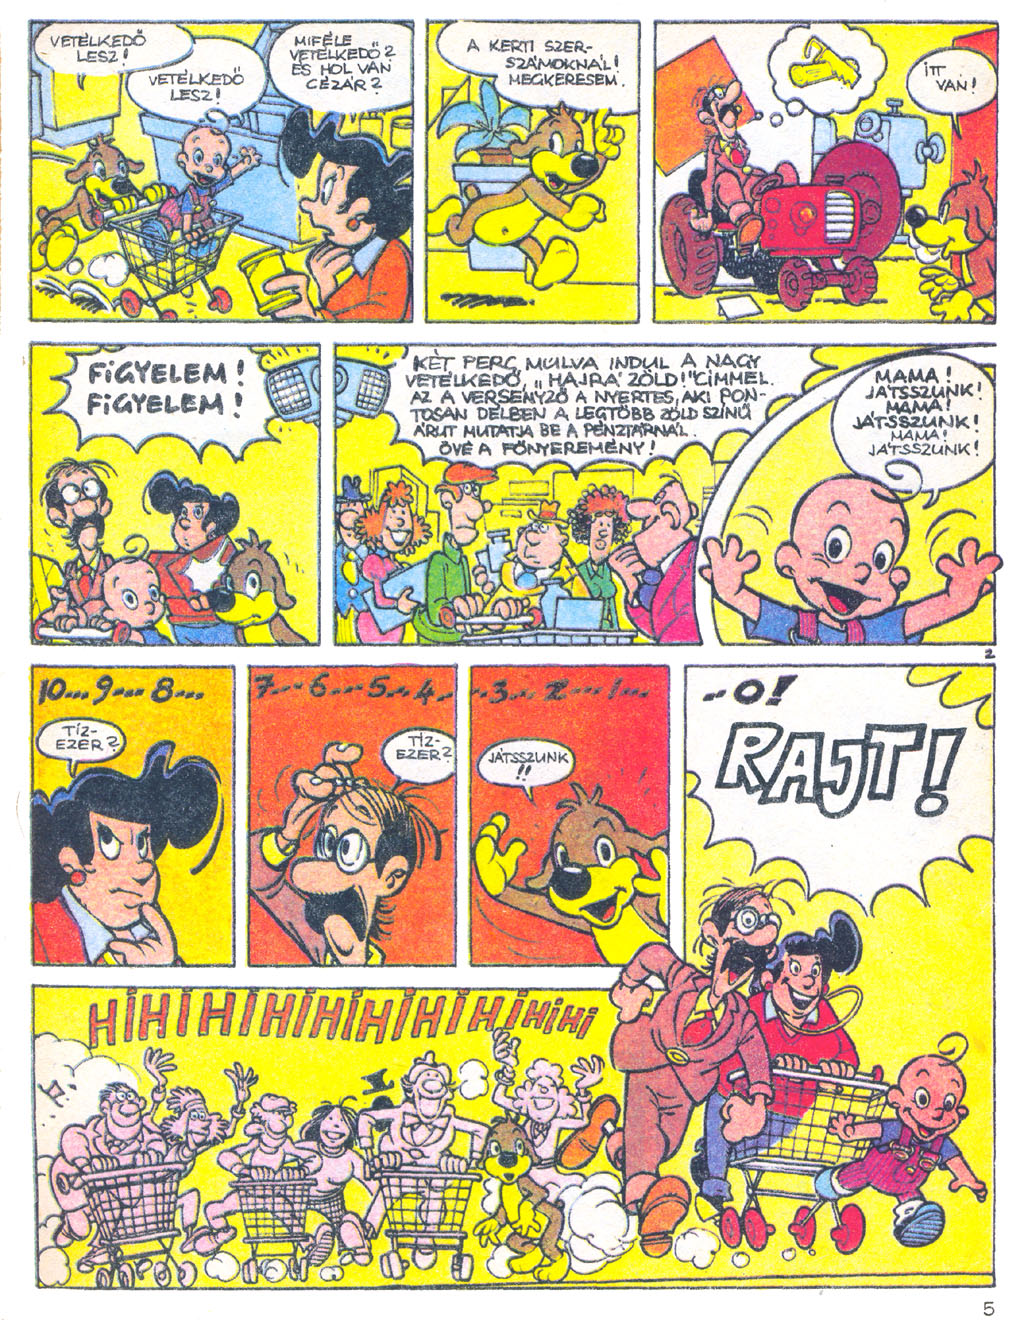 VETÉLKEDŐ
LESZ!
VETÉLKEDŐ
LESZ!
MIFÉLE
VETÉLKEDŐ?
ÉS HOL VAN
CÉZÁR?
A KERTI SZER-
SZÁMOKNÁL!
MEGKERESEM.
ITT
VAN!
FIGYELEM!
FIGYELEM!
KÉT PERC MÚLVA INDUL A NAGY
VETÉLKEDŐ, „HAJRÁ ZÖLD!" CÍMMEL.
AZ A VERSENYZŐ A NYERTES, AKI PON-
TOSAN DÉLBEN A LEGTÖBB ZÖLD SZÍNŰ
ÁRUT MUTATJA BE A PÉNZTÁRNÁL.
ÖVÉ A FŐNYEREMÉNY!
MAMA!
JÁTSSZUNK!
MAMA!
JÁTSSZUNK!
MAMA!
JÁTSSZUNK!
2
10... 9... 8...
TÍZ-
EZER?
7... 6... 5... 4..
TÍZ-
EZER?
..3... 2... 1...
JÁTSSZUNK
!!
..0!
RAJT!
HÍHÍHÍHÍHÍHÍHÍHÍHÍHiHi
5